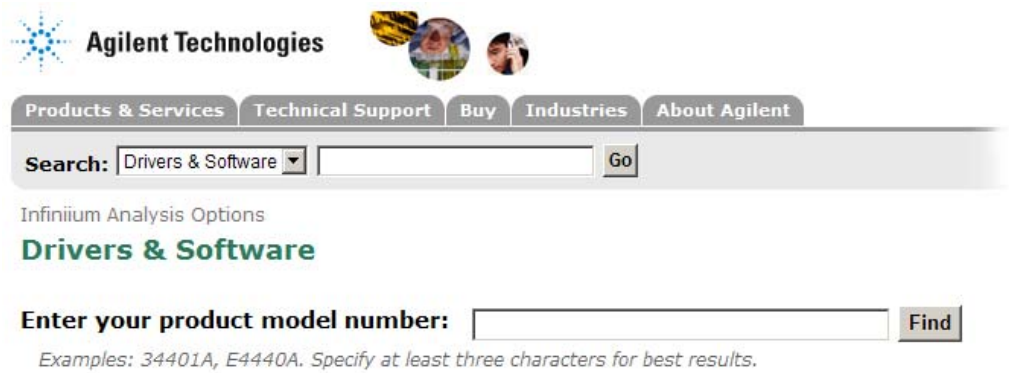 Agilent Technologies
Products & Services Technical Support Buy Industries About Agilent
Search: Drivers & Software Go
Infiniium Analysis Options
Drivers & Software
Enter your product model number: Find
Examples: 34401A, E4440A. Specify at least three characters for best results.